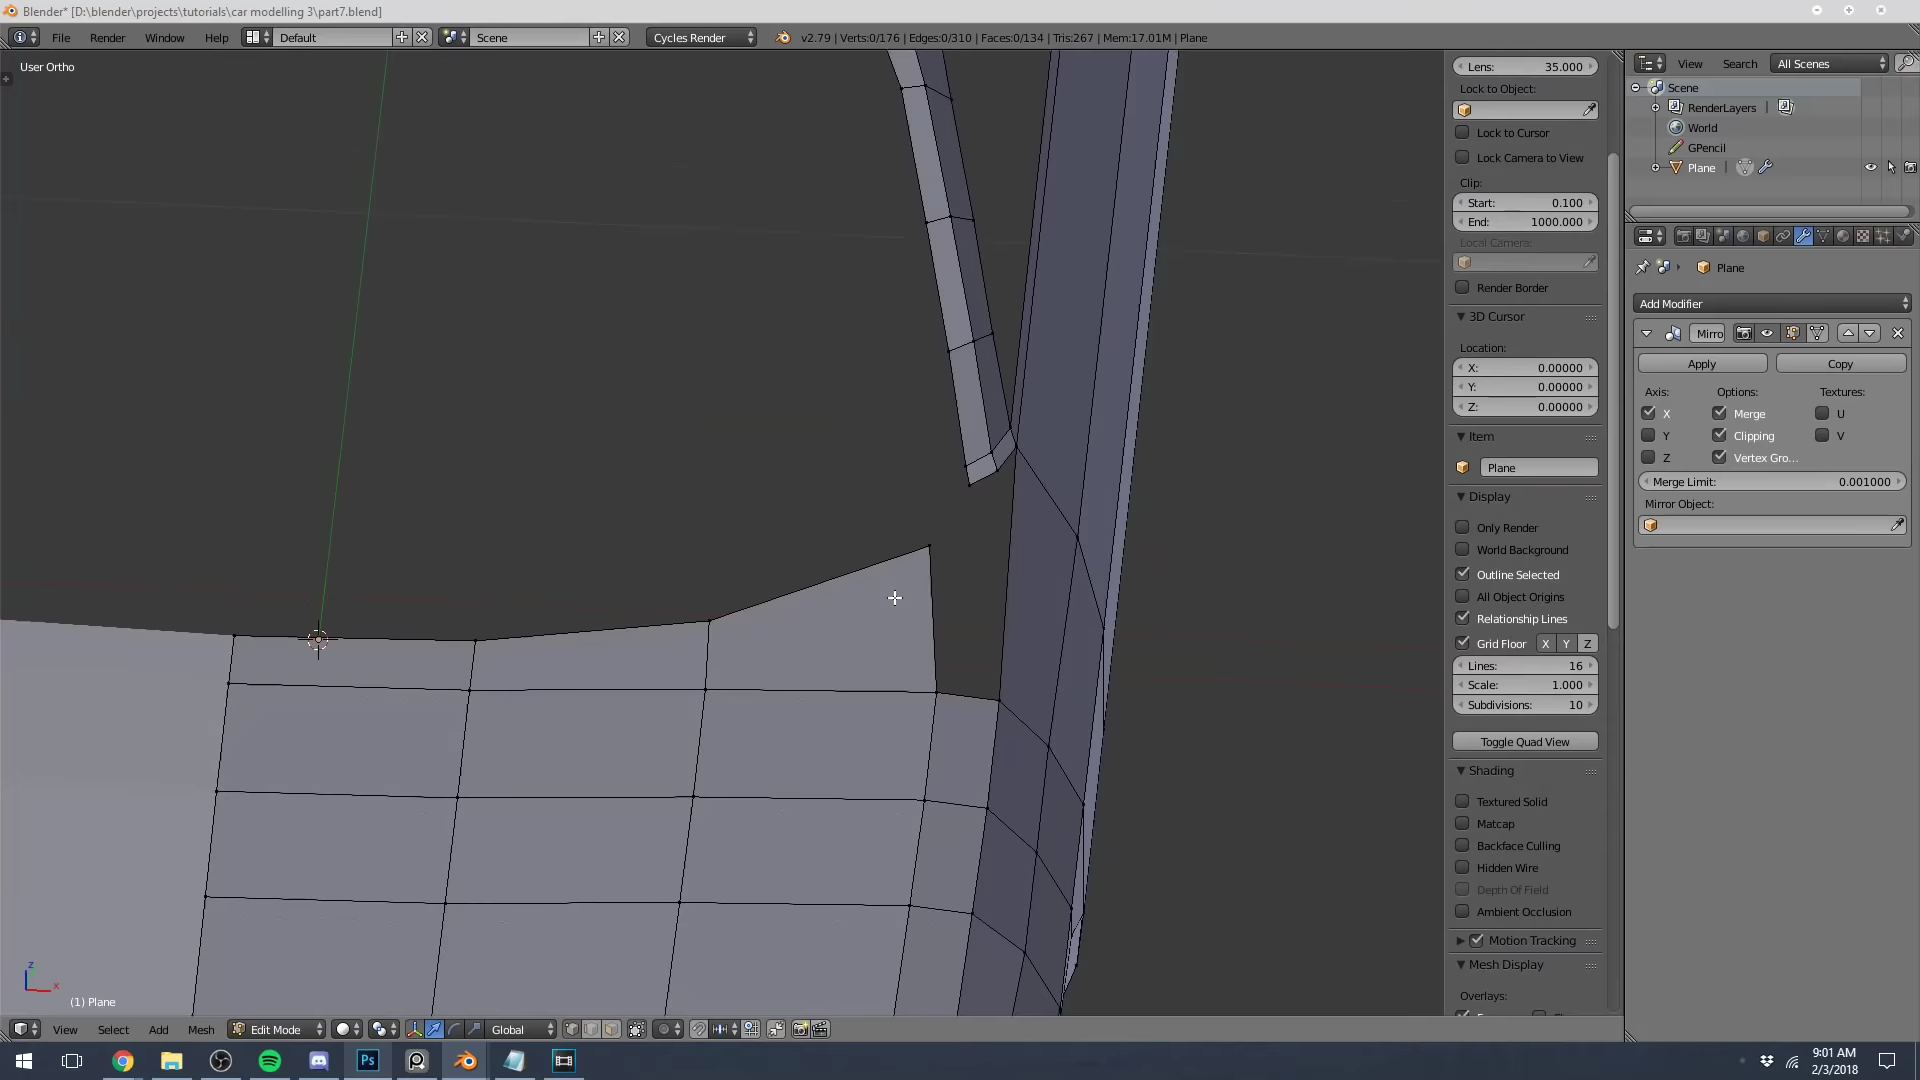 Blender* [D:\blender\projects\tutorials\car modelling 3\part7.blend]
File Render Window Help Default Scene Cycles Render v2.79 | Verts:0/176 | Edges:0/310 | Faces:0/134 | Tris:267 | Mem:17.01M | Plane
User Ortho
Lens: 35.000
Lock to Object:
Lock to Cursor
Lock Camera to View
Clip:
Start: 0.100
End: 1000.000
Local Camera:
Render Border
3D Cursor
Location:
X: 0.00000
Y: 0.00000
Z: 0.00000
Item
Plane
Display
Only Render
World Background
Outline Selected
All Object Origins
Relationship Lines
Grid Floor X Y Z
Lines: 16
Scale: 1.000
Subdivisions: 10
Toggle Quad View
Shading
Textured Solid
Matcap
Backface Culling
Hidden Wire
Depth Of Field
Ambient Occlusion
Motion Tracking
Mesh Display
Overlays:
View Search All Scenes
Scene
RenderLayers
World
GPencil
Plane
Plane
Add Modifier
Mirro
Apply Copy
Axis: Options: Textures:
X Merge U
Y Clipping V
Z Vertex Gro...
Merge Limit: 0.001000
Mirror Object:
z
x
(1) Plane
View Select Add Mesh Edit Mode Global
Ps
9:01 AM
2/3/2018